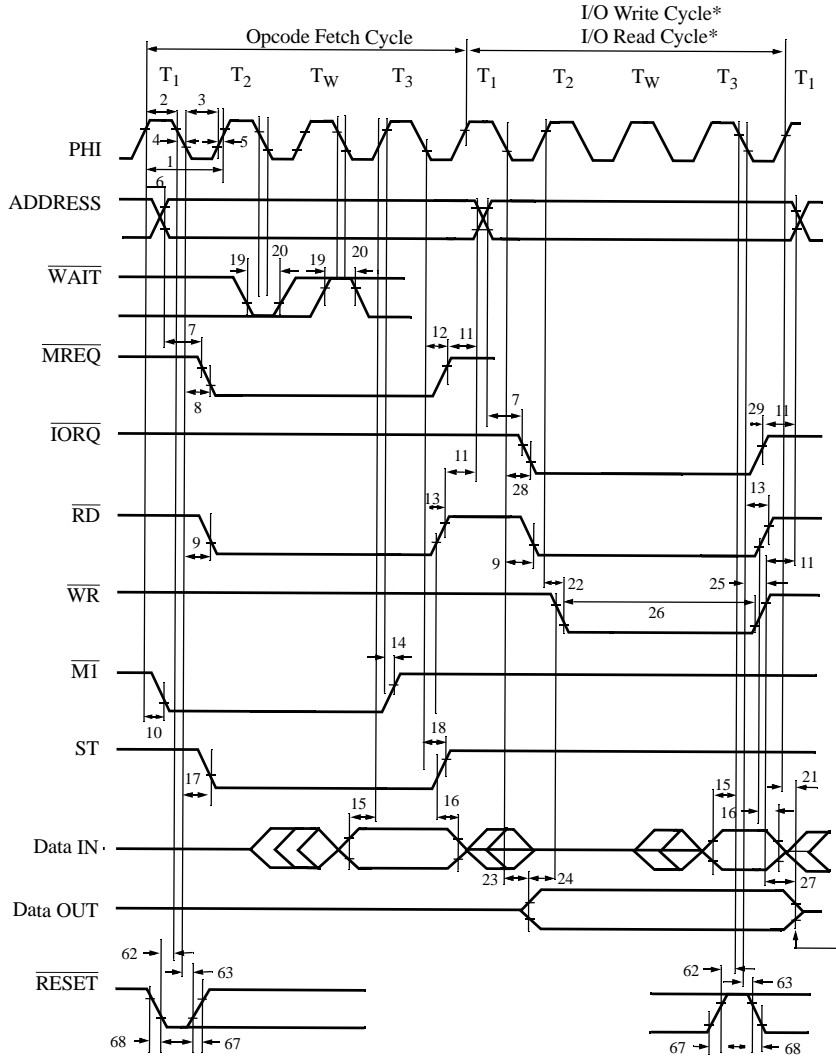 I/O Write Cycle*
Opcode Fetch Cycle I/O Read Cycle*
T1 T2 TW T3 T1 T2 TW T3 T1
2 3
PHI 4 5
1
6
ADDRESS
19 20 19 20
WAIT
7 12 11
MREQ
8 7 29 11
IORQ
11 28
13 13
RD
9 9 11
22 25
WR 26
14
M1
10 18
ST
17 21
15 16 15 16
Data IN
23 24 27
Data OUT
62 63 62 63
RESET
68 67 67 68